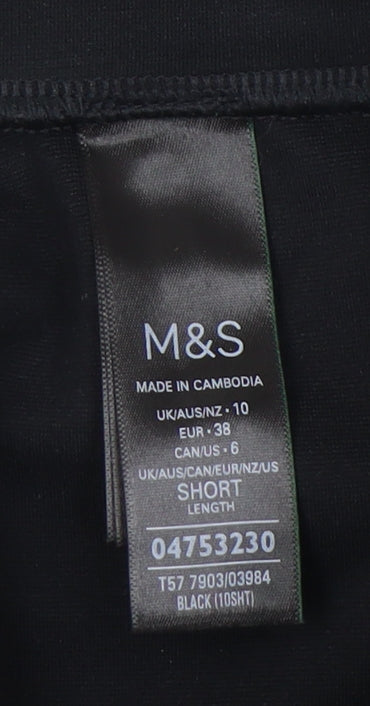 M&S
MADE IN CAMBODIA
UK/AUS/NZ • 10
EUR • 38
CAN/US • 6
UK/AUS/CAN/EUR/NZ/US
SHORT
LENGTH
04753230
T57 7903/03984
BLACK (10SHT)